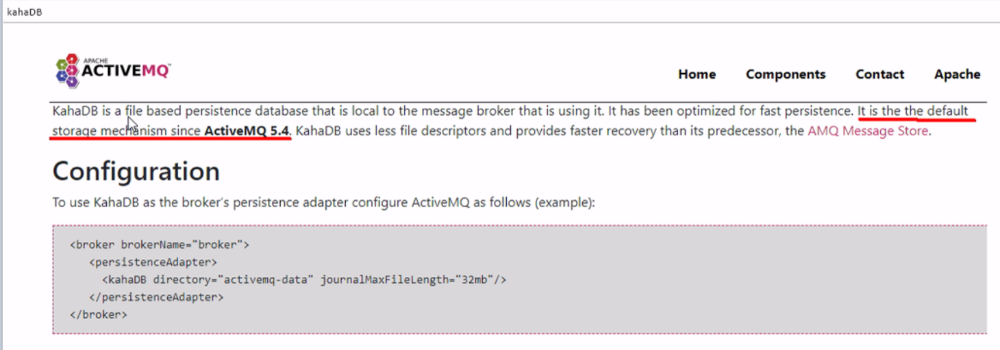 kahaDB
APACHE
ACTIVEMQ™
Home Components Contact Apache
KahaDB is a file based persistence database that is local to the message broker that is using it. It has been optimized for fast persistence. It is the the default
storage mechanism since ActiveMQ 5.4. KahaDB uses less file descriptors and provides faster recovery than its predecessor, the AMQ Message Store.
Configuration
To use KahaDB as the broker's persistence adapter configure ActiveMQ as follows (example):
<broker brokerName="broker">
<persistenceAdapter>
<kahaDB directory="activemq-data" journalMaxFileLength="32mb"/>
</persistenceAdapter>
</broker>